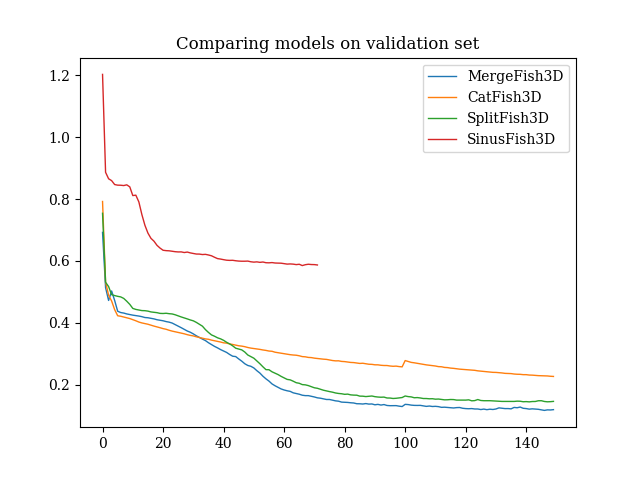 Comparing models on validation set
MergeFish3D
CatFish3D
SplitFish3D
SinusFish3D
1.2
1.0
0.8
0.6
0.4
0.2
0 20 40 60 80 100 120 140